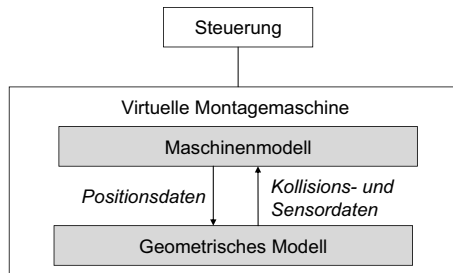 Steuerung
Virtuelle Montagemaschine
Maschinenmodell
Positionsdaten
Kollisions- und
Sensordaten
Geometrisches Modell